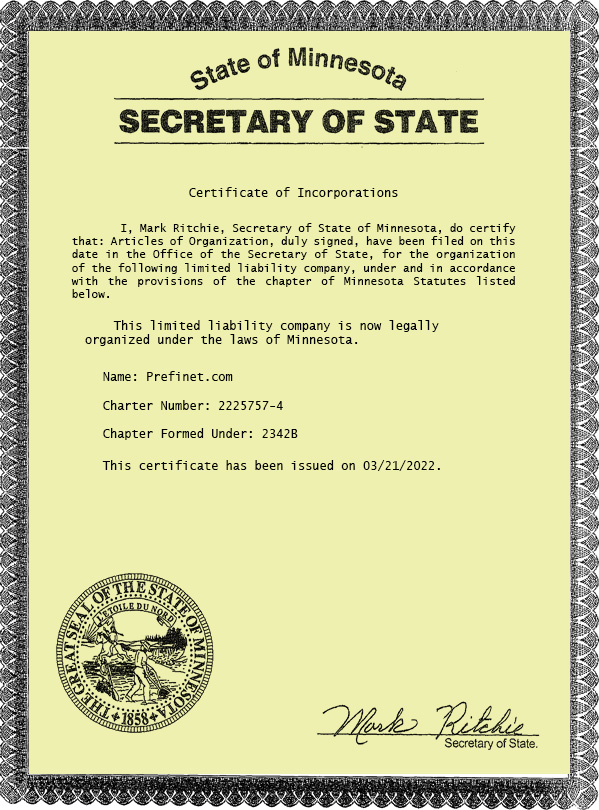 State of Minnesota
SECRETARY OF STATE
Certificate of Incorporations
I, Mark Ritchie, Secretary of State of Minnesota, do certify
that: Articles of Organization, duly signed, have been filed on this
date in the Office of the Secretary of State, for the organization
of the following limited liability company, under and in accordance
with the provisions of the chapter of Minnesota Statutes listed
below.
This limited liability company is now legally
organized under the laws of Minnesota.
Name: Prefinet.com
Charter Number: 2225757-4
Chapter Formed Under: 2342B
This certificate has been issued on 03/21/2022.
THE GREAT SEAL OF THE STATE OF MINNESOTA
L'ETOILE DU NORD
1858
Mark Ritchie
Secretary of State.